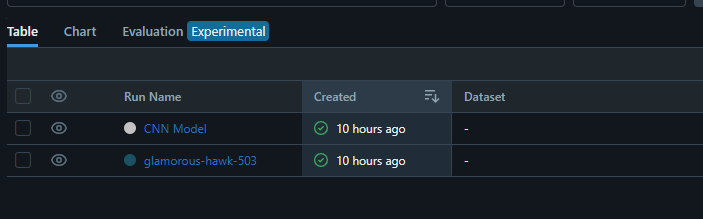 Table Chart Evaluation Experimental
Run Name Created Dataset
CNN Model 10 hours ago -
glamorous-hawk-503 10 hours ago -